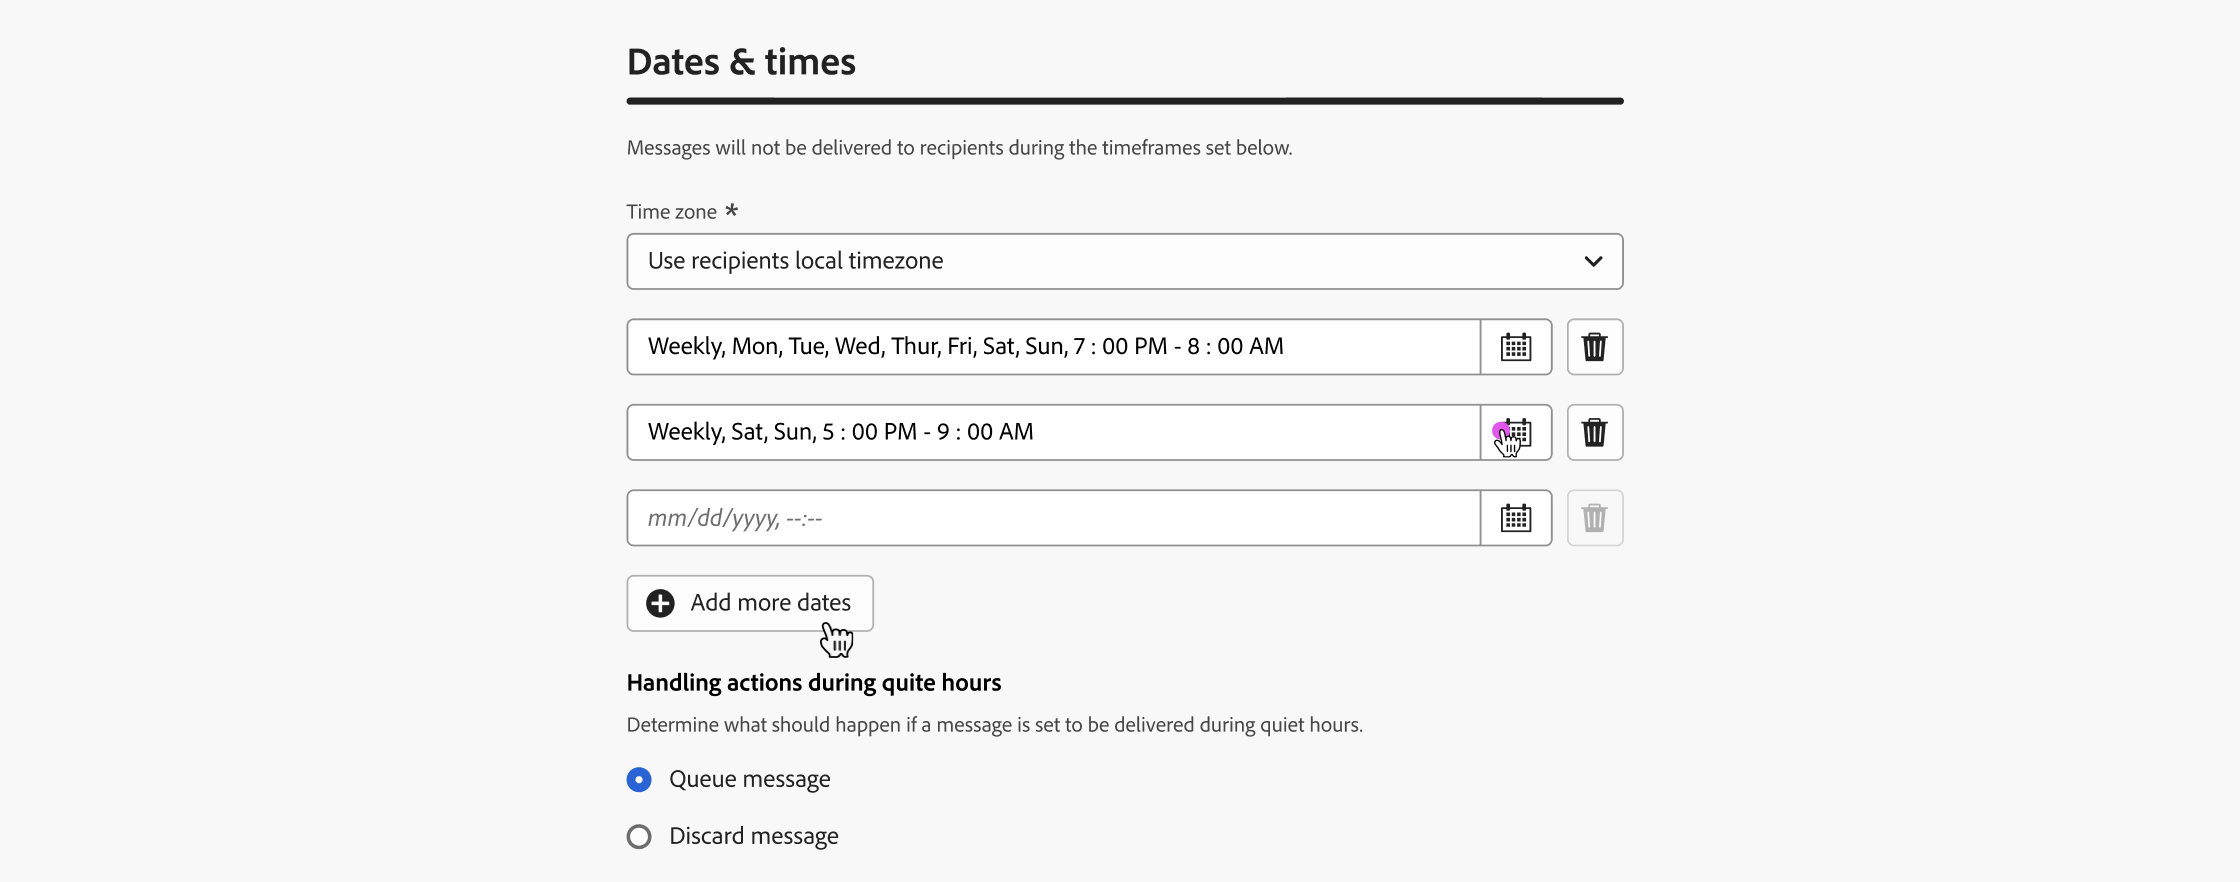 Dates & times
Messages will not be delivered to recipients during the timeframes set below.
Time zone *
Use recipients local timezone
Weekly, Mon, Tue, Wed, Thur, Fri, Sat, Sun, 7 : 00 PM - 8 : 00 AM
Weekly, Sat, Sun, 5 : 00 PM - 9 : 00 AM
mm/dd/yyyy, --:--
Add more dates
Handling actions during quite hours
Determine what should happen if a message is set to be delivered during quiet hours.
Queue message
Discard message